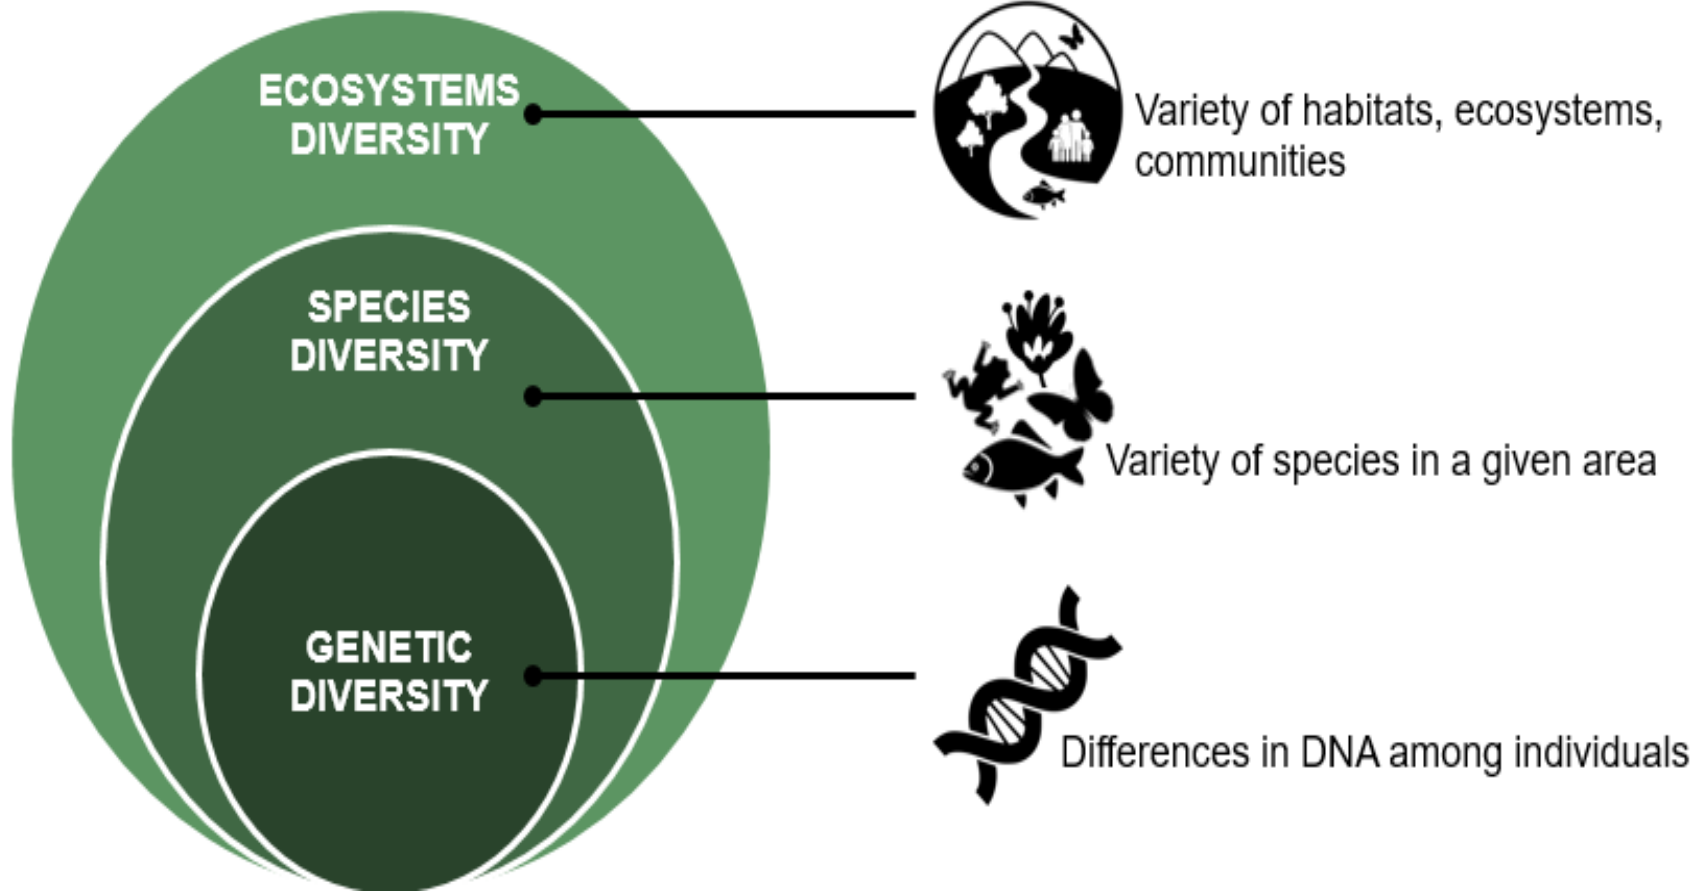 ECOSYSTEMS
DIVERSITY
Variety of habitats, ecosystems,
communities
SPECIES
DIVERSITY
Variety of species in a given area
GENETIC
DIVERSITY
Differences in DNA among individuals